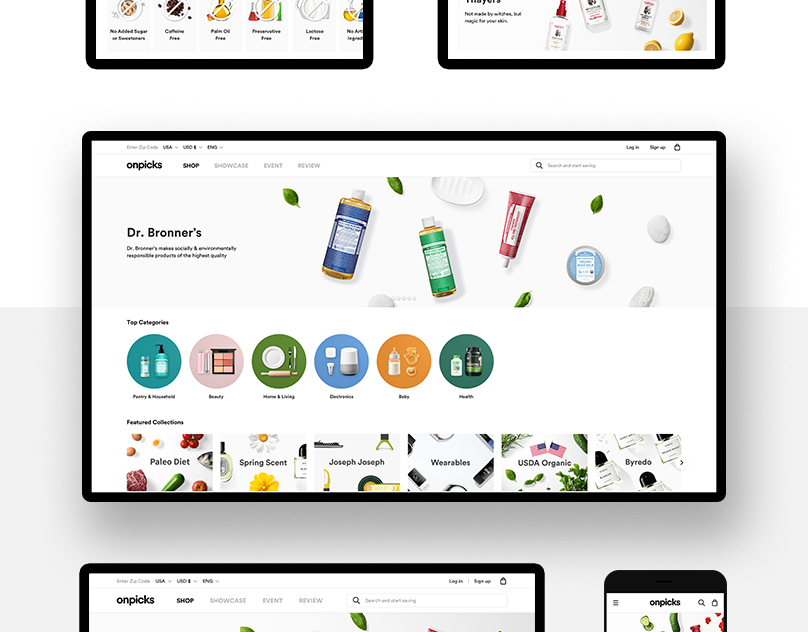 No Added Sugar
or Sweeteners
Caffeine
Free
Palm Oil
Free
Preservative
Free
Lactose
Free
No Art
Ingred
Thayers
Not made by witches, but
magic for your skin.
Enter Zip Code USA USD $ ENG Log in Sign up
onpicks SHOP SHOWCASE EVENT REVIEW Search and start saving
Dr. Bronner's
Dr. Bronner's makes socially & environmentally
responsible products of the highest quality
Top Categories
Pantry & Household Beauty Home & Living Electronics Baby Health
Featured Collections
Paleo Diet Spring Scent Joseph Joseph Wearables USDA Organic Byredo
Enter Zip Code USA USD $ ENG Log in Sign up
onpicks SHOP SHOWCASE EVENT REVIEW Search and start saving
onpicks